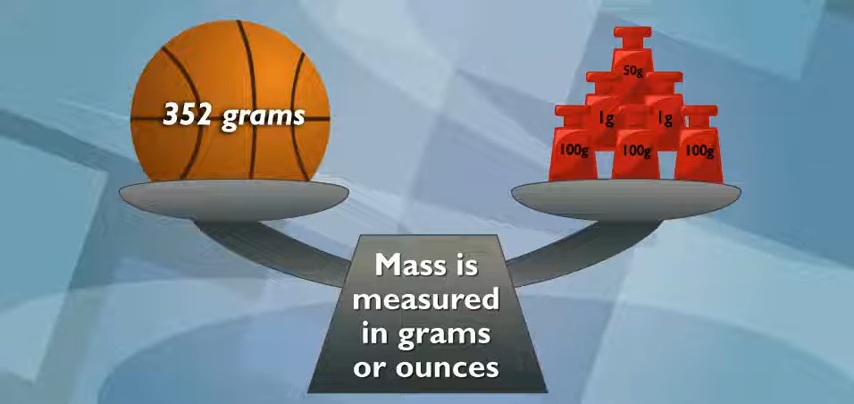 352 grams
50g
1g 1g
100g 100g 100g
Mass is
measured
in grams
or ounces